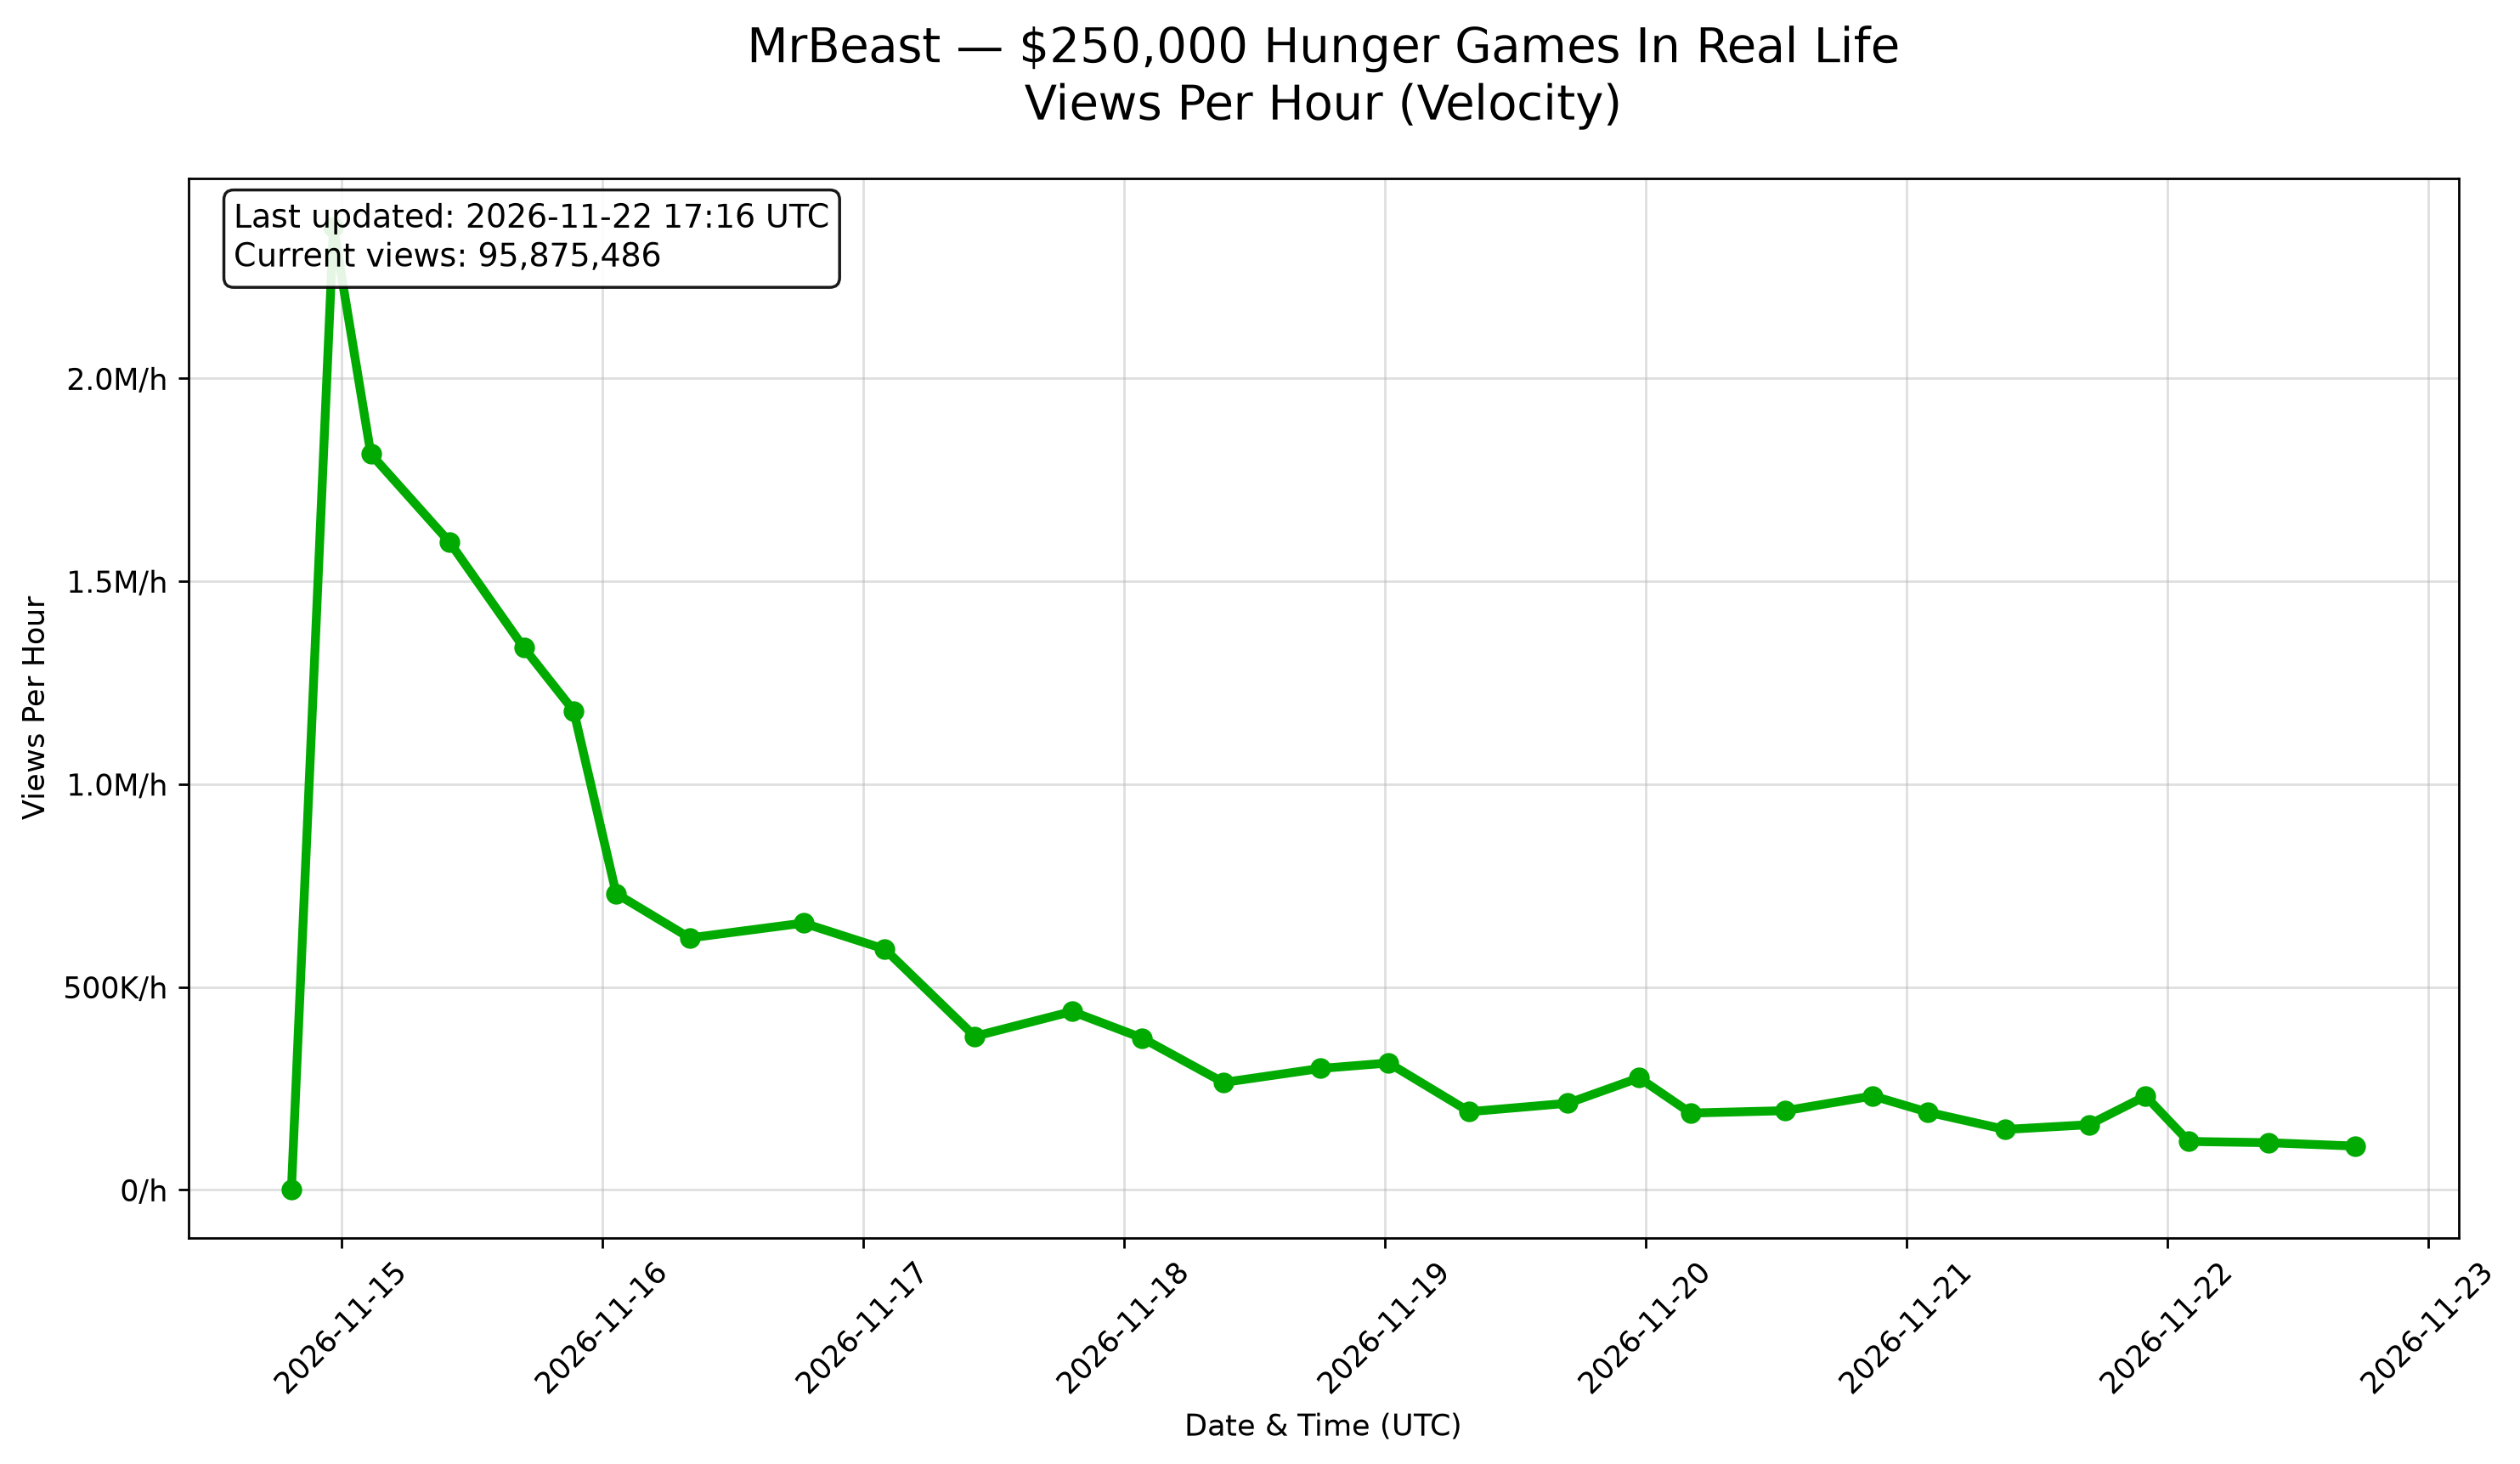 MrBeast — $250,000 Hunger Games In Real Life
Views Per Hour (Velocity)
Last updated: 2026-11-22 17:16 UTC
Current views: 95,875,486
2.0M/h
1.5M/h
1.0M/h
500K/h
0/h
Views Per Hour
2026-11-15
2026-11-16
2026-11-17
2026-11-18
2026-11-19
2026-11-20
2026-11-21
2026-11-22
2026-11-23
Date & Time (UTC)